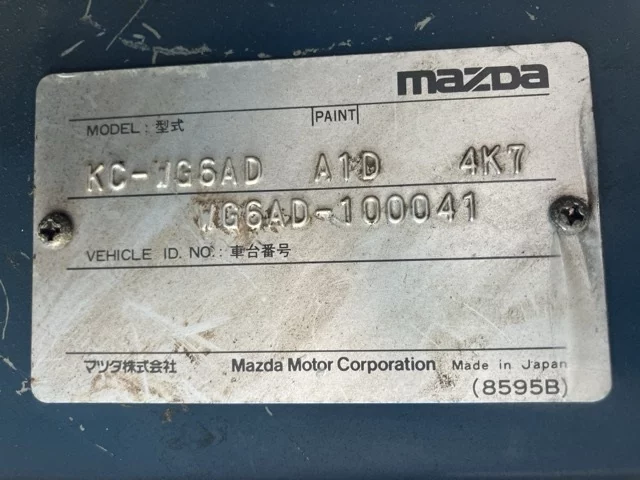 mazda
MODEL : 型式 PAINT
KC-WG6AD A1D 4K7
WG6AD-100041
VEHICLE ID. NO. : 車台番号
マツダ株式会社 Mazda Motor Corporation Made in Japan
(8595B)